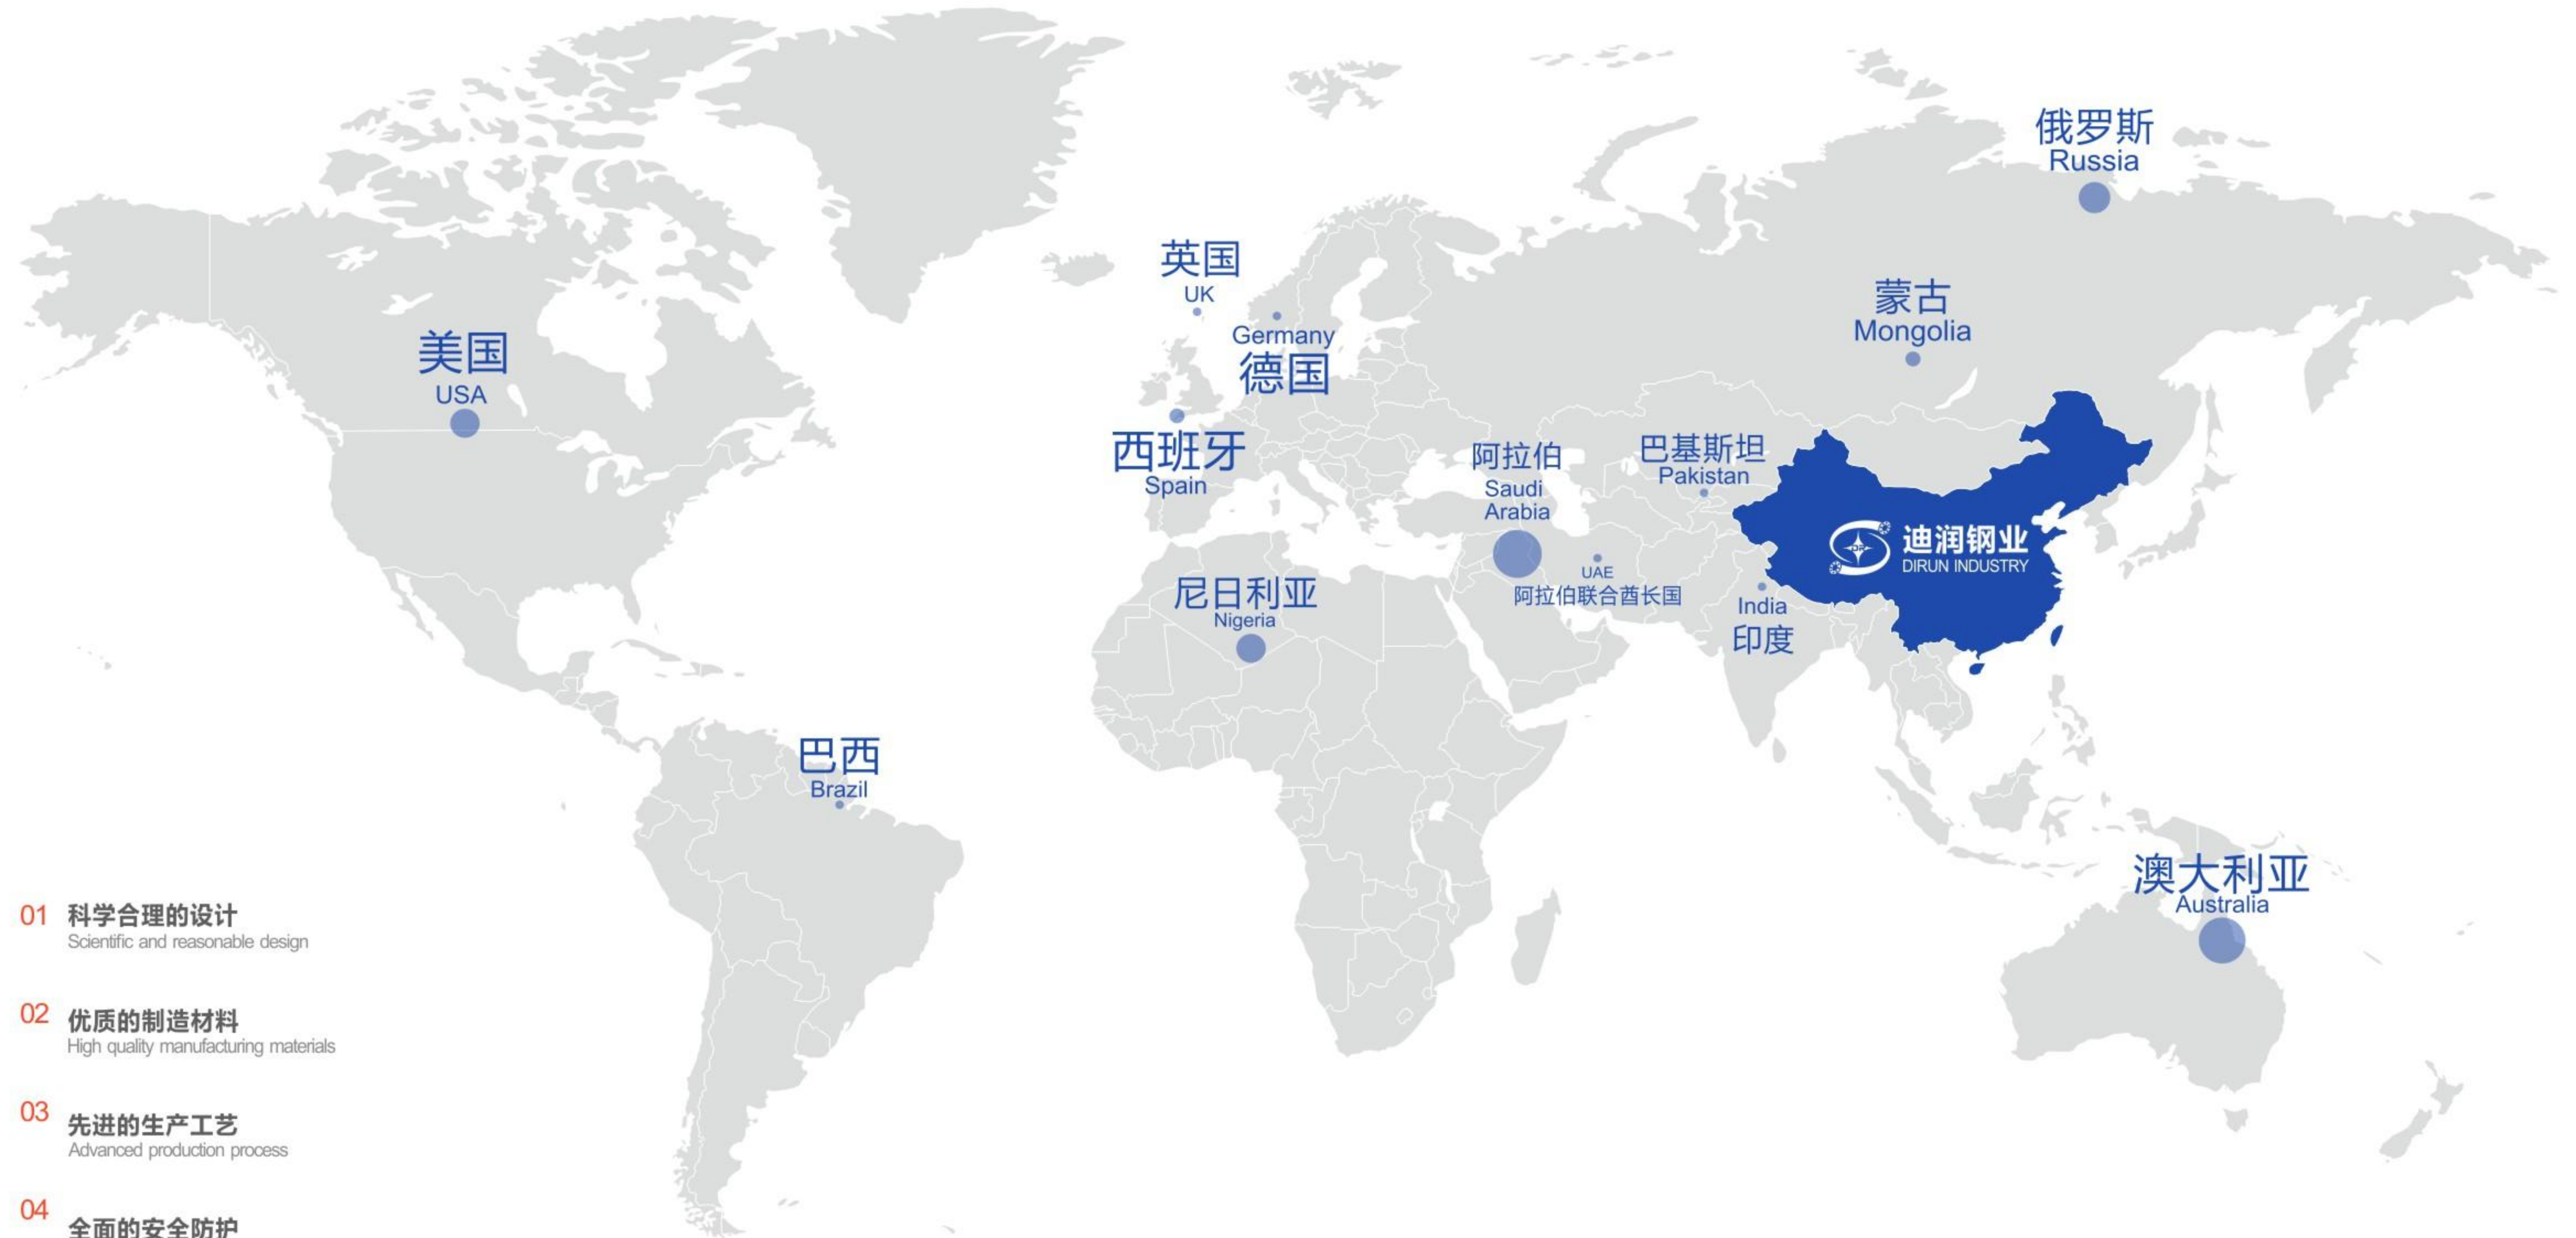 俄罗斯
Russia
英国
UK
蒙古
Mongolia
Germany
德国
美国
USA
西班牙
Spain
阿拉伯
Saudi
Arabia
巴基斯坦
Pakistan
迪润钢业
DIRUN INDUSTRY
DR
UAE
阿拉伯联合酋长国
尼日利亚
Nigeria
India
印度
巴西
Brazil
澳大利亚
Australia
01 科学合理的设计
Scientific and reasonable design
02 优质的制造材料
High quality manufacturing materials
03 先进的生产工艺
Advanced production process
04 全面的安全防护